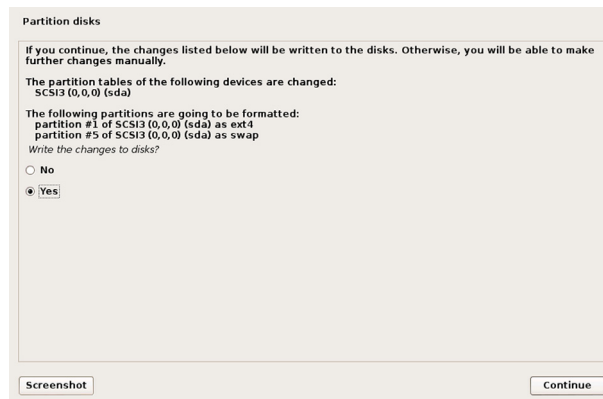 Partition disks
If you continue, the changes listed below will be written to the disks. Otherwise, you will be able to make
further changes manually.
The partition tables of the following devices are changed:
SCSI3 (0,0,0) (sda)
The following partitions are going to be formatted:
partition #1 of SCSI3 (0,0,0) (sda) as ext4
partition #5 of SCSI3 (0,0,0) (sda) as swap
Write the changes to disks?
No
Yes
Screenshot
Continue